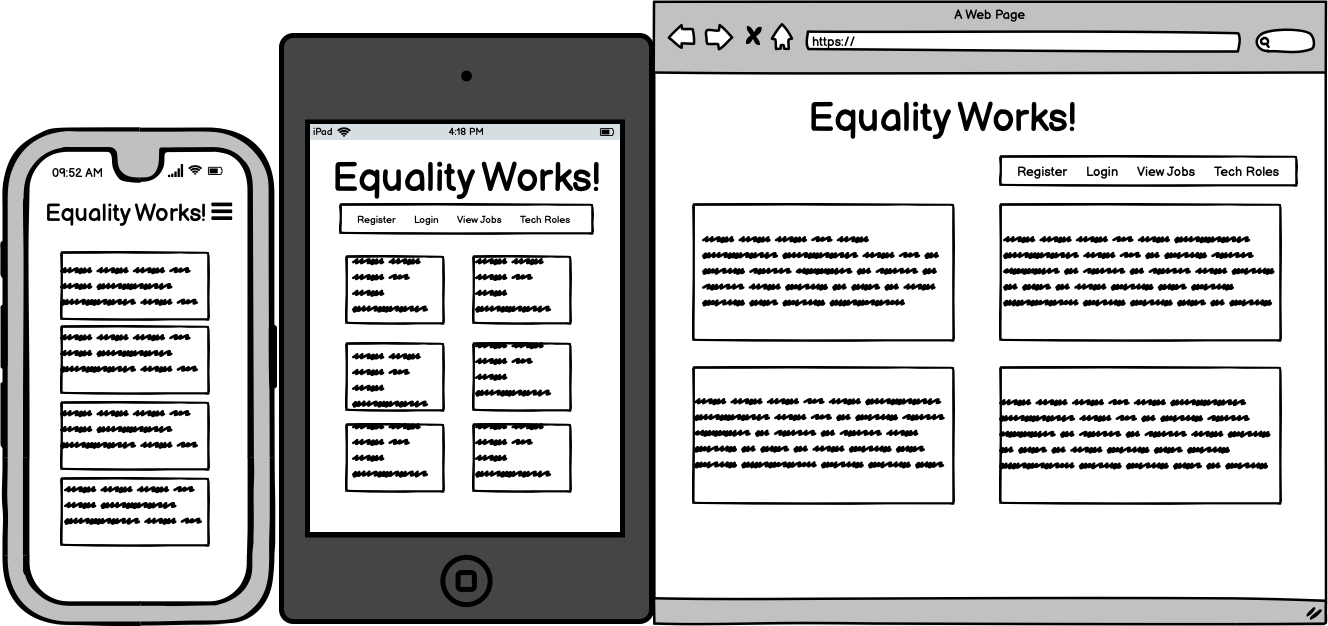 09:52 AM
Equality Works!
iPad
4:18 PM
Equality Works!
Register Login View Jobs Tech Roles
A Web Page
https://
Equality Works!
Register Login View Jobs Tech Roles